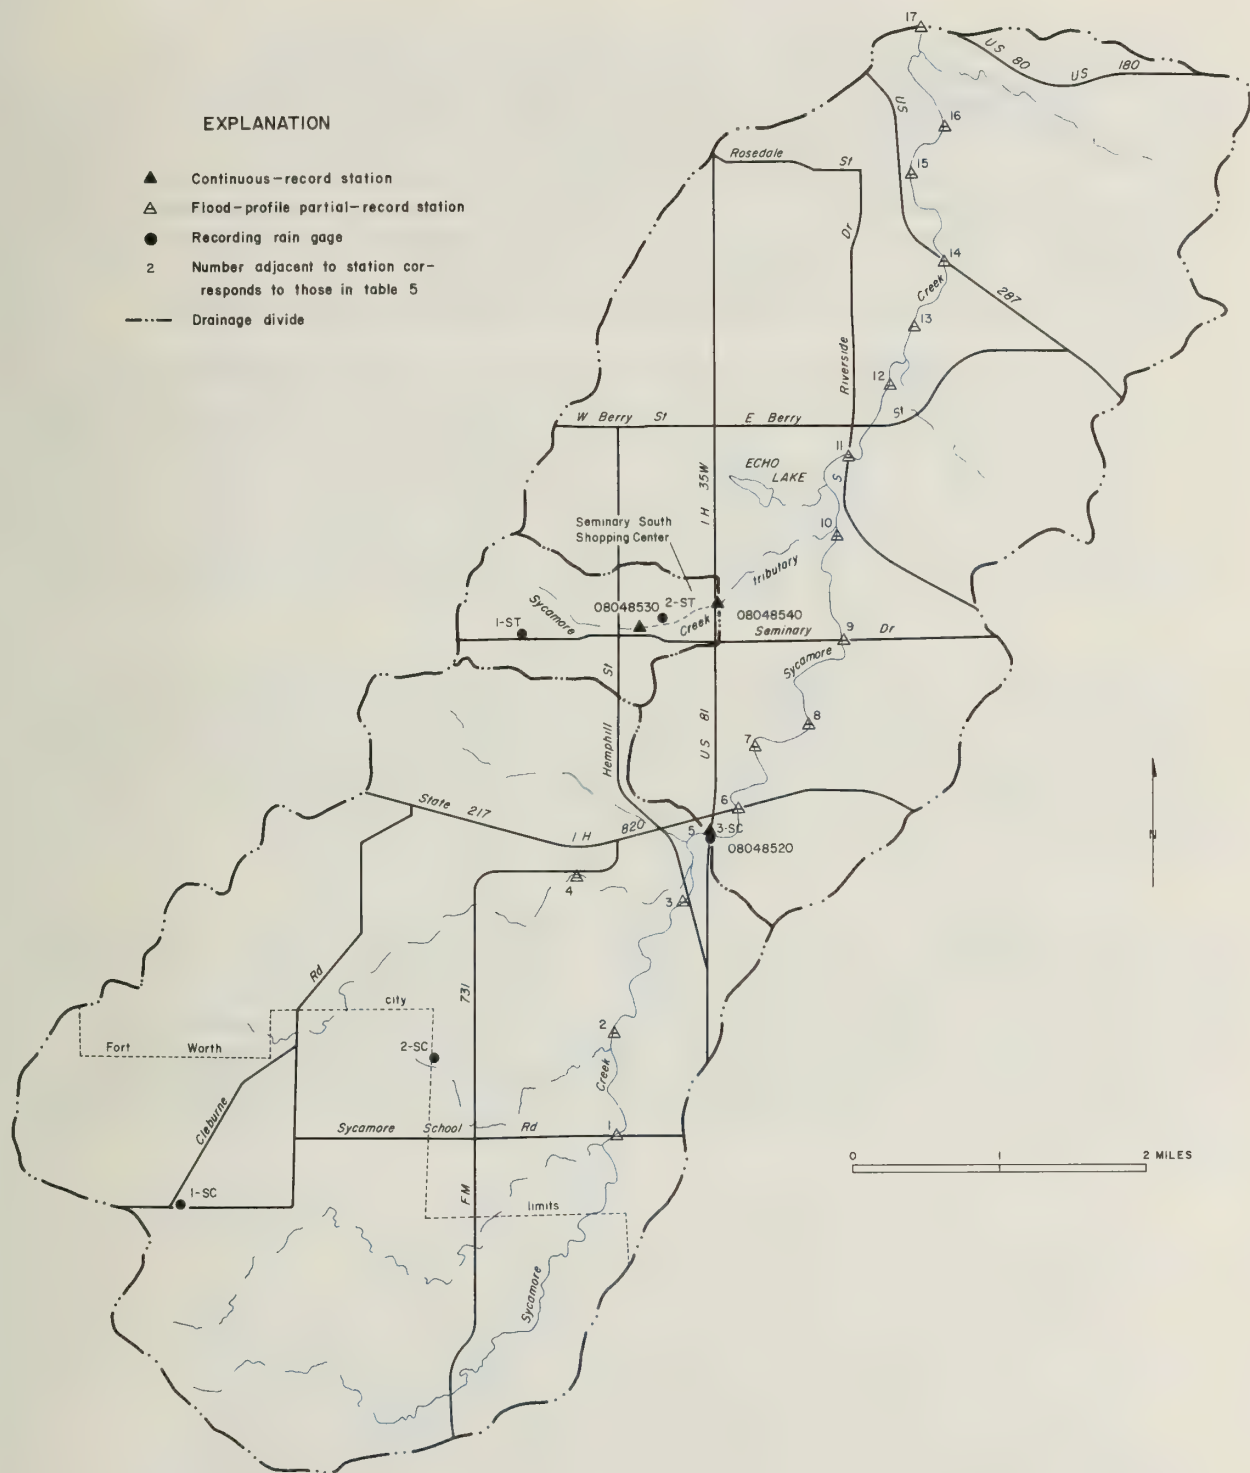 17
US 80
US 180
EXPLANATION
US
16
Continuous-record station
Rosedale St
15
Flood-profile partial-record station
Recording rain gage
Dr
2 Number adjacent to station cor-
responds to those in table 5
14
Creek
287
Drainage divide
13
Riverside
12
W Berry St
E Berry St
11
ECHO
LAKE
S
IH 35W
10
Seminary South
Shopping Center
tributary
Sycamore
08048530
2-ST
08048540
1-ST
Creek
Seminary Dr
9
St
Sycamore
8
US 81
7
Hemphill
State 217
6
IH 820
5
3-SC
08048520
N
4
3
Rd
731
city
2
Fort Worth
2-SC
Creek
Cleburne
Sycamore School Rd
1
0 1 2 MILES
1-SC
FM
limits
Sycamore